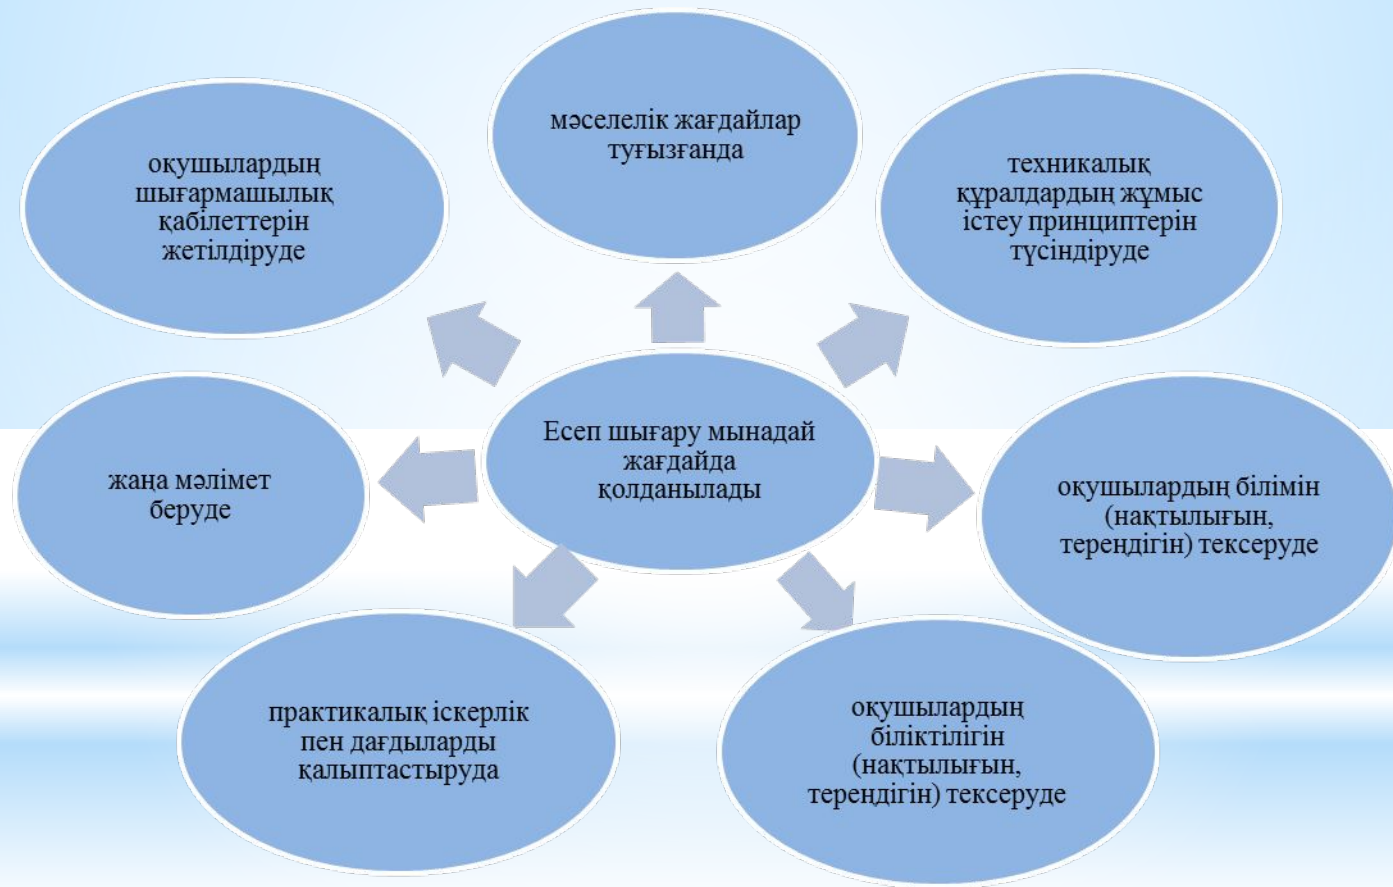 мәселелік жағдайлар
туғызғанда
оқушылардың
шығармашылық
қабілеттерін
жетілдіруде
техникалық
құралдардың жұмыс
істеу принциптерін
түсіндіруде
Есеп шығару мынадай
жағдайда
қолданылады
жаңа мәлімет
беруде
оқушылардың білімін
(нақтылығын,
тереңдігін) тексеруде
практикалық іскерлік
пен дағдыларды
қалыптастыруда
оқушылардың
біліктілігін
(нақтылығын,
тереңдігін) тексеруде